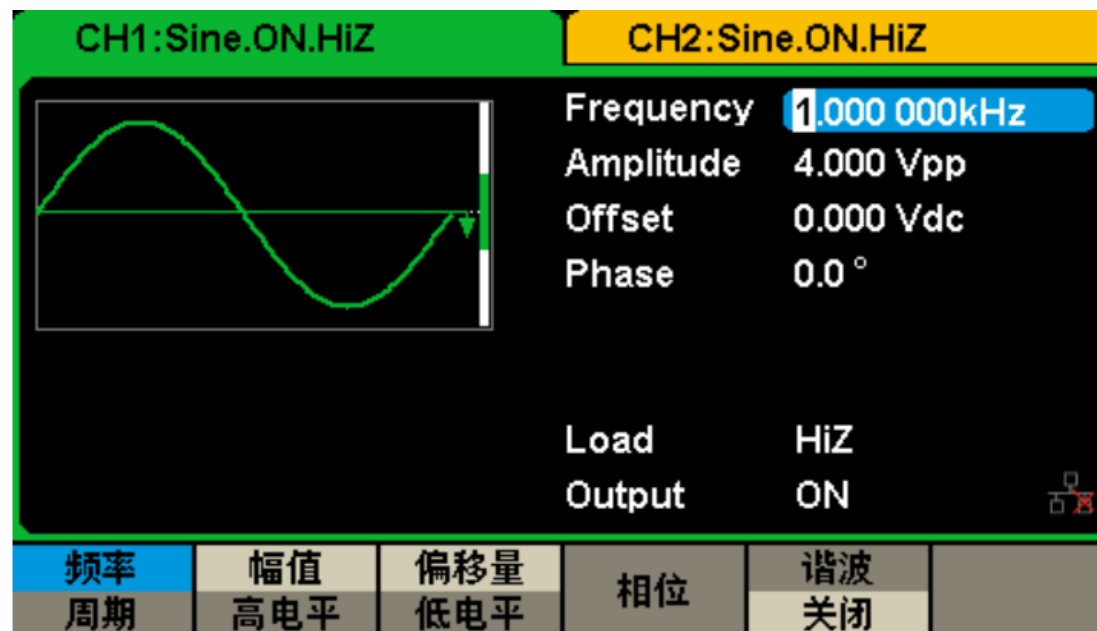 CH1:Sine.ON.HiZ CH2:Sine.ON.HiZ
Frequency 1.000 000kHz
Amplitude 4.000 Vpp
Offset 0.000 Vdc
Phase 0.0 °
Load HiZ
Output ON
频率 幅值 偏移量 相位 谐波
周期 高电平 低电平 关闭